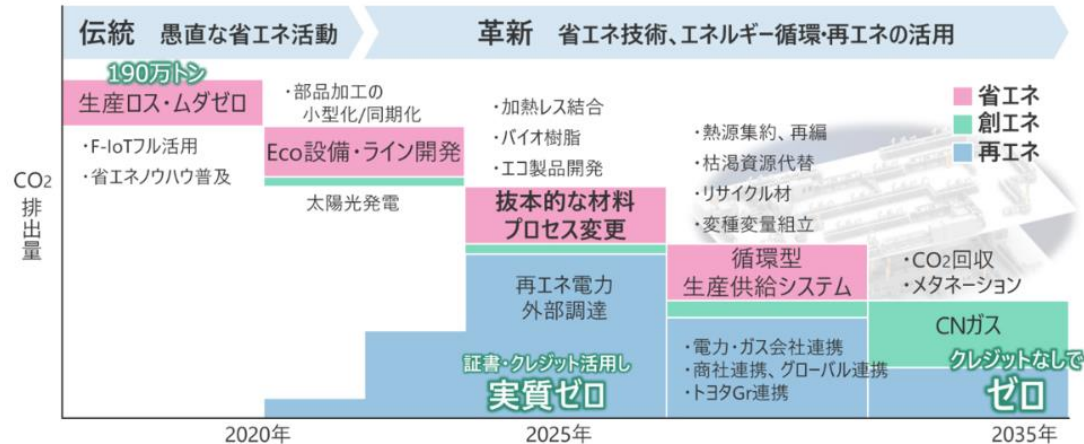 伝統 愚直な省エネ活動
革新 省エネ技術、エネルギー循環・再エネの活用
190万トン
生産ロス・ムダゼロ
・F-IoTフル活用
・省エネノウハウ普及
・部品加工の
小型化/同期化
Eco設備・ライン開発
太陽光発電
・加熱レス結合
・バイオ樹脂
・エコ製品開発
抜本的な材料
プロセス変更
再エネ電力
外部調達
証書・クレジット活用し
実質ゼロ
・熱源集約、再編
・枯渇資源代替
・リサイクル材
・変種変量組立
循環型
生産供給システム
・電力・ガス会社連携
・商社連携、グローバル連携
・トヨタGr連携
省エネ
創エネ
再エネ
・CO2回収
・メタネーション
CNガス
クレジットなしで
ゼロ
CO2
排出量
2020年
2025年
2035年